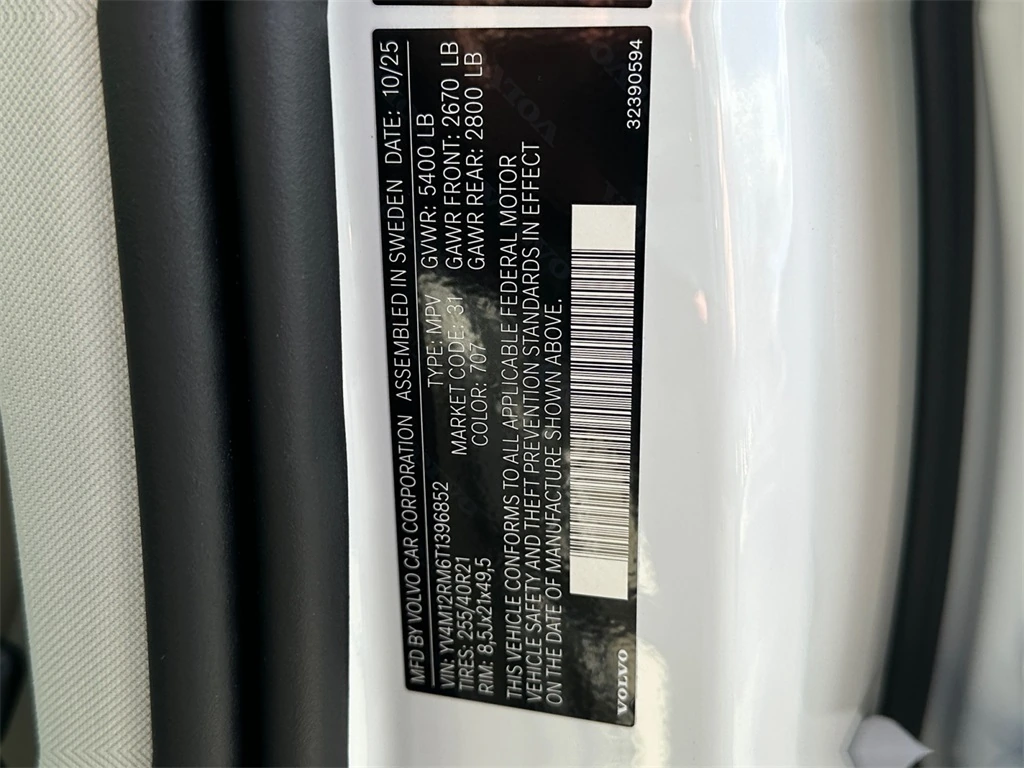 MFD BY VOLVO CAR CORPORATION ASSEMBLED IN SWEDEN DATE: 10/25
VIN: YV4M12RM6T1396852 TYPE: MPV GVWR: 5400 LB
TIRES: 255/40R21 MARKET CODE: 31 GAWR FRONT: 2670 LB
RIM: 8,5Jx21x49,5 COLOR: 707 GAWR REAR: 2800 LB
THIS VEHICLE CONFORMS TO ALL APPLICABLE FEDERAL MOTOR
VEHICLE SAFETY AND THEFT PREVENTION STANDARDS IN EFFECT
ON THE DATE OF MANUFACTURE SHOWN ABOVE.
VOLVO 32390594